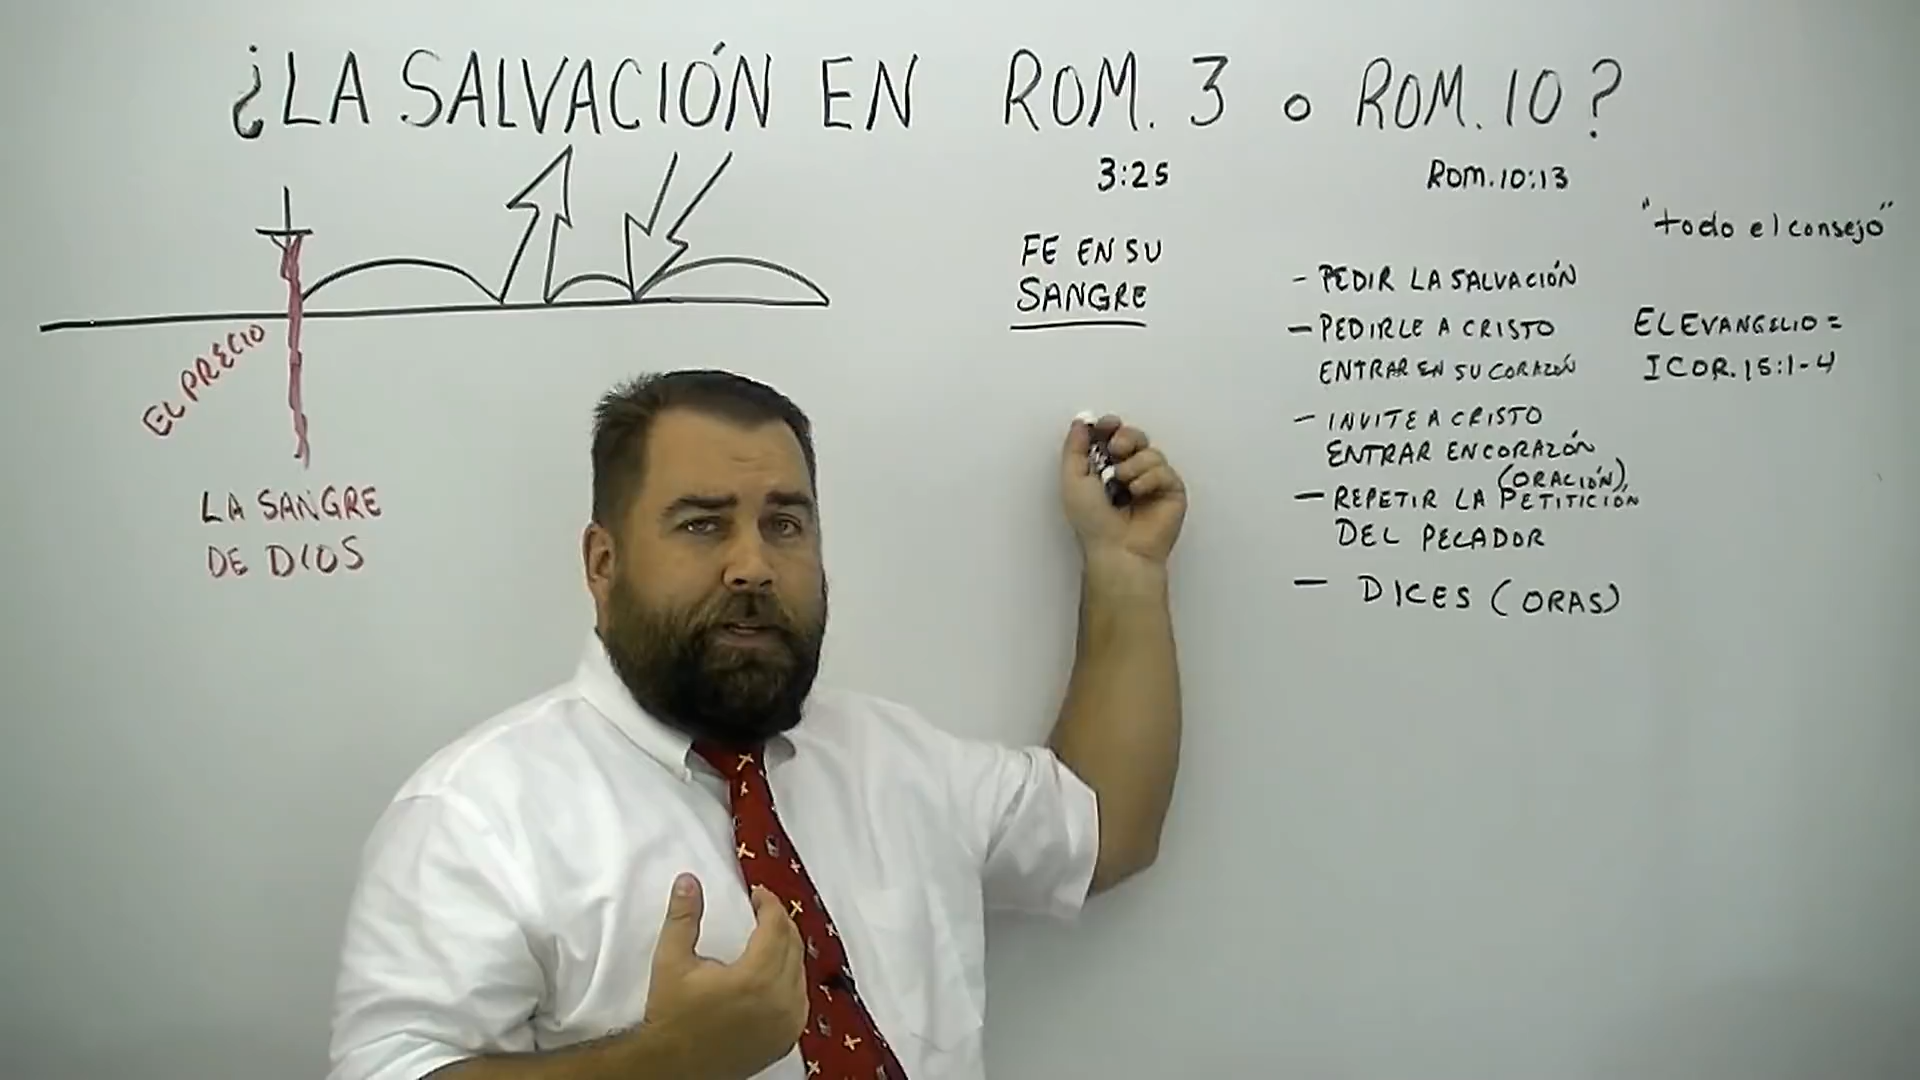 ¿LA SALVACIÓN EN ROM. 3 o ROM. 10?
EL PRECIO
LA SANGRE
DE DIOS
3:25
FE EN SU
SANGRE
Rom. 10:13
- PEDIR LA SALVACIÓN
- PEDIRLE A CRISTO
ENTRAR EN SU CORAZÓN
- INVITE A CRISTO
ENTRAR EN CORAZÓN
(ORACIÓN)
- REPETIR LA PETITICIÓN
DEL PECADOR
- DICES (ORAS)
"todo el consejo"
EL EVANGELIO =
I COR. 15:1-4